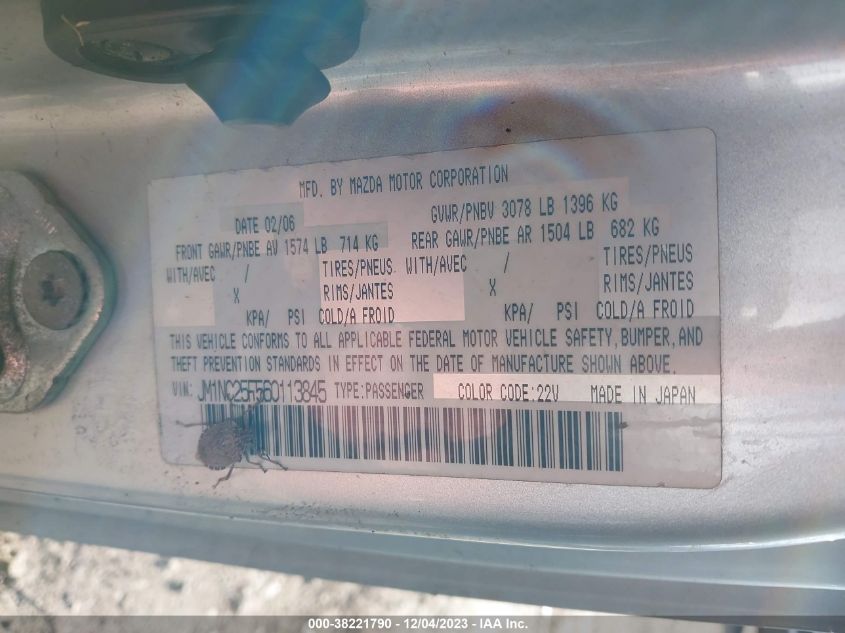 MFD. BY MAZDA MOTOR CORPORATION
DATE 02/06 GVWR/PNBV 3078 LB 1396 KG
FRONT GAWR/PNBE AV 1574 LB 714 KG REAR GAWR/PNBE AR 1504 LB 682 KG
WITH/AVEC / TIRES/PNEUS WITH/AVEC / TIRES/PNEUS
X RIMS/JANTES X RIMS/JANTES
KPA/ PSI COLD/A FROID KPA/ PSI COLD/A FROID
THIS VEHICLE CONFORMS TO ALL APPLICABLE FEDERAL MOTOR VEHICLE SAFETY, BUMPER, AND
THEFT PREVENTION STANDARDS IN EFFECT ON THE DATE OF MANUFACTURE SHOWN ABOVE.
VIN: JM1NC25F560113845 TYPE:PASSENGER COLOR CODE:22V MADE IN JAPAN
000-38221790 - 12/04/2023 - IAA Inc.